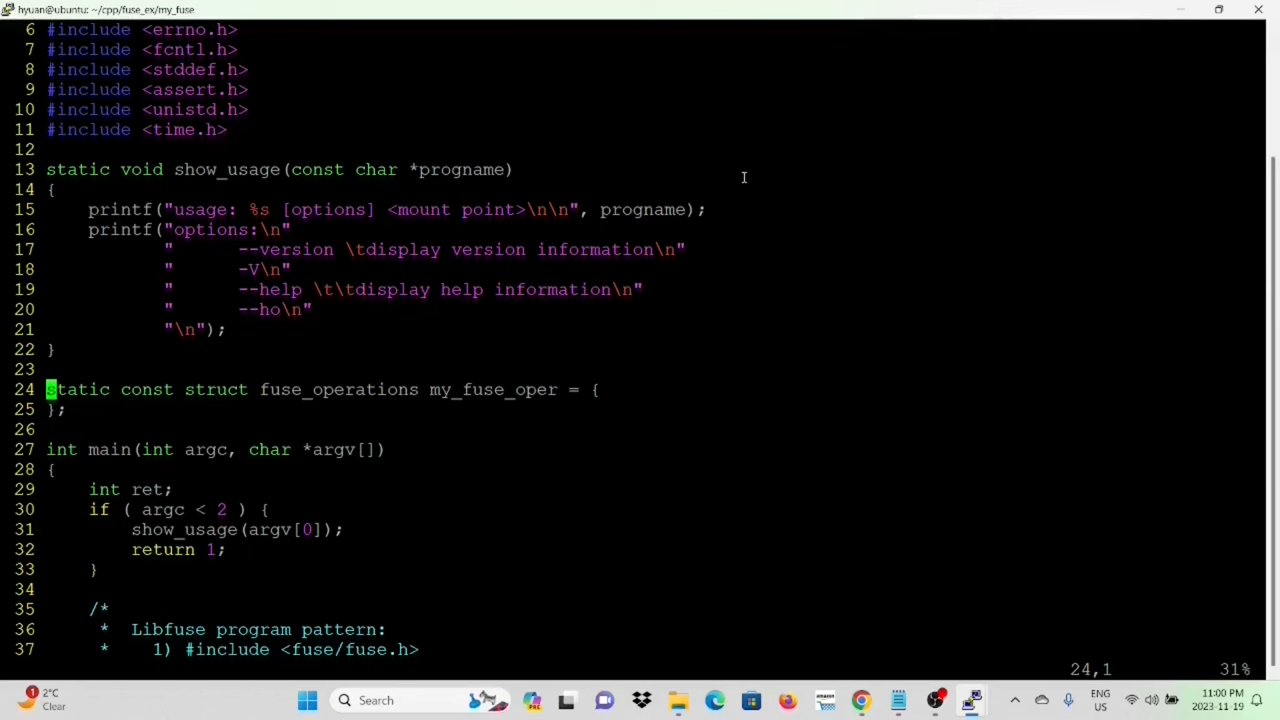 hyuan@ubuntu: ~/cpp/fuse_ex/my_fuse
6 #include <errno.h>
7 #include <fcntl.h>
8 #include <stddef.h>
9 #include <assert.h>
10 #include <unistd.h>
11 #include <time.h>
12
13 static void show_usage(const char *progname)
14 {
15     printf("usage: %s [options] <mount point>\n\n", progname);
16     printf("options:\n"
17            "      --version \tdisplay version information\n"
18            "      -V\n"
19            "      --help \t\tdisplay help information\n"
20            "      --ho\n"
21            "\n");
22 }
23
24 static const struct fuse_operations my_fuse_oper = {
25 };
26
27 int main(int argc, char *argv[])
28 {
29     int ret;
30     if ( argc < 2 ) {
31         show_usage(argv[0]);
32         return 1;
33     }
34
35     /*
36      *  Libfuse program pattern:
37      *    1) #include <fuse/fuse.h>
24,1 31%
1 2°C Clear
Search
ENG US
11:00 PM
2023-11-19